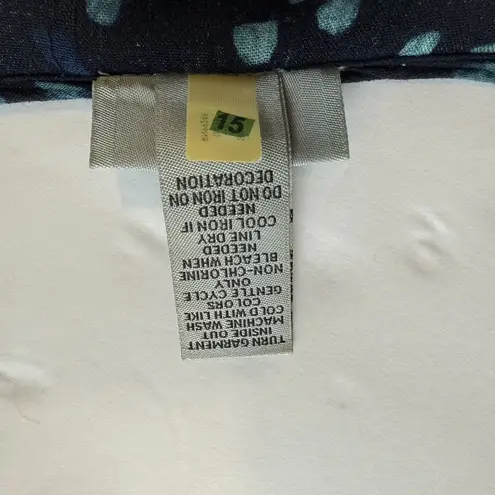 TURN GARMENT
INSIDE OUT
MACHINE WASH
COLD WITH LIKE
COLORS
GENTLE CYCLE
ONLY
NON-CHLORINE
BLEACH WHEN
NEEDED
LINE DRY
COOL IRON IF
NEEDED
DO NOT IRON ON
DECORATION
15